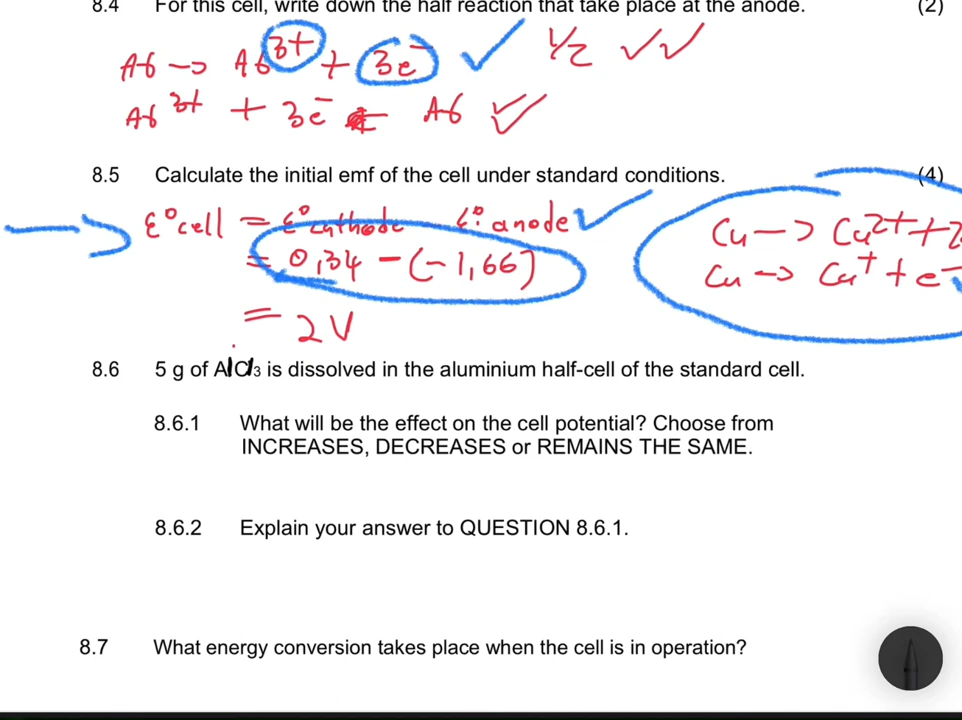 8.4 For this cell, write down the half reaction that take place at the anode. (2)
Al → Al³⁺ + 3e⁻ ✓ 1/2 ✓✓
Al³⁺ + 3e⁻ ← Al ✓✓
8.5 Calculate the initial emf of the cell under standard conditions. (4)
→ E°cell = E°cathode - E°anode ✓
= 0,34 - (-1,66)
= 2V
Cu → Cu²⁺ + 2
Cu → Cu⁺ + e⁻
8.6 5 g of AlCl₃ is dissolved in the aluminium half-cell of the standard cell.
8.6.1 What will be the effect on the cell potential? Choose from
INCREASES, DECREASES or REMAINS THE SAME.
8.6.2 Explain your answer to QUESTION 8.6.1.
8.7 What energy conversion takes place when the cell is in operation?